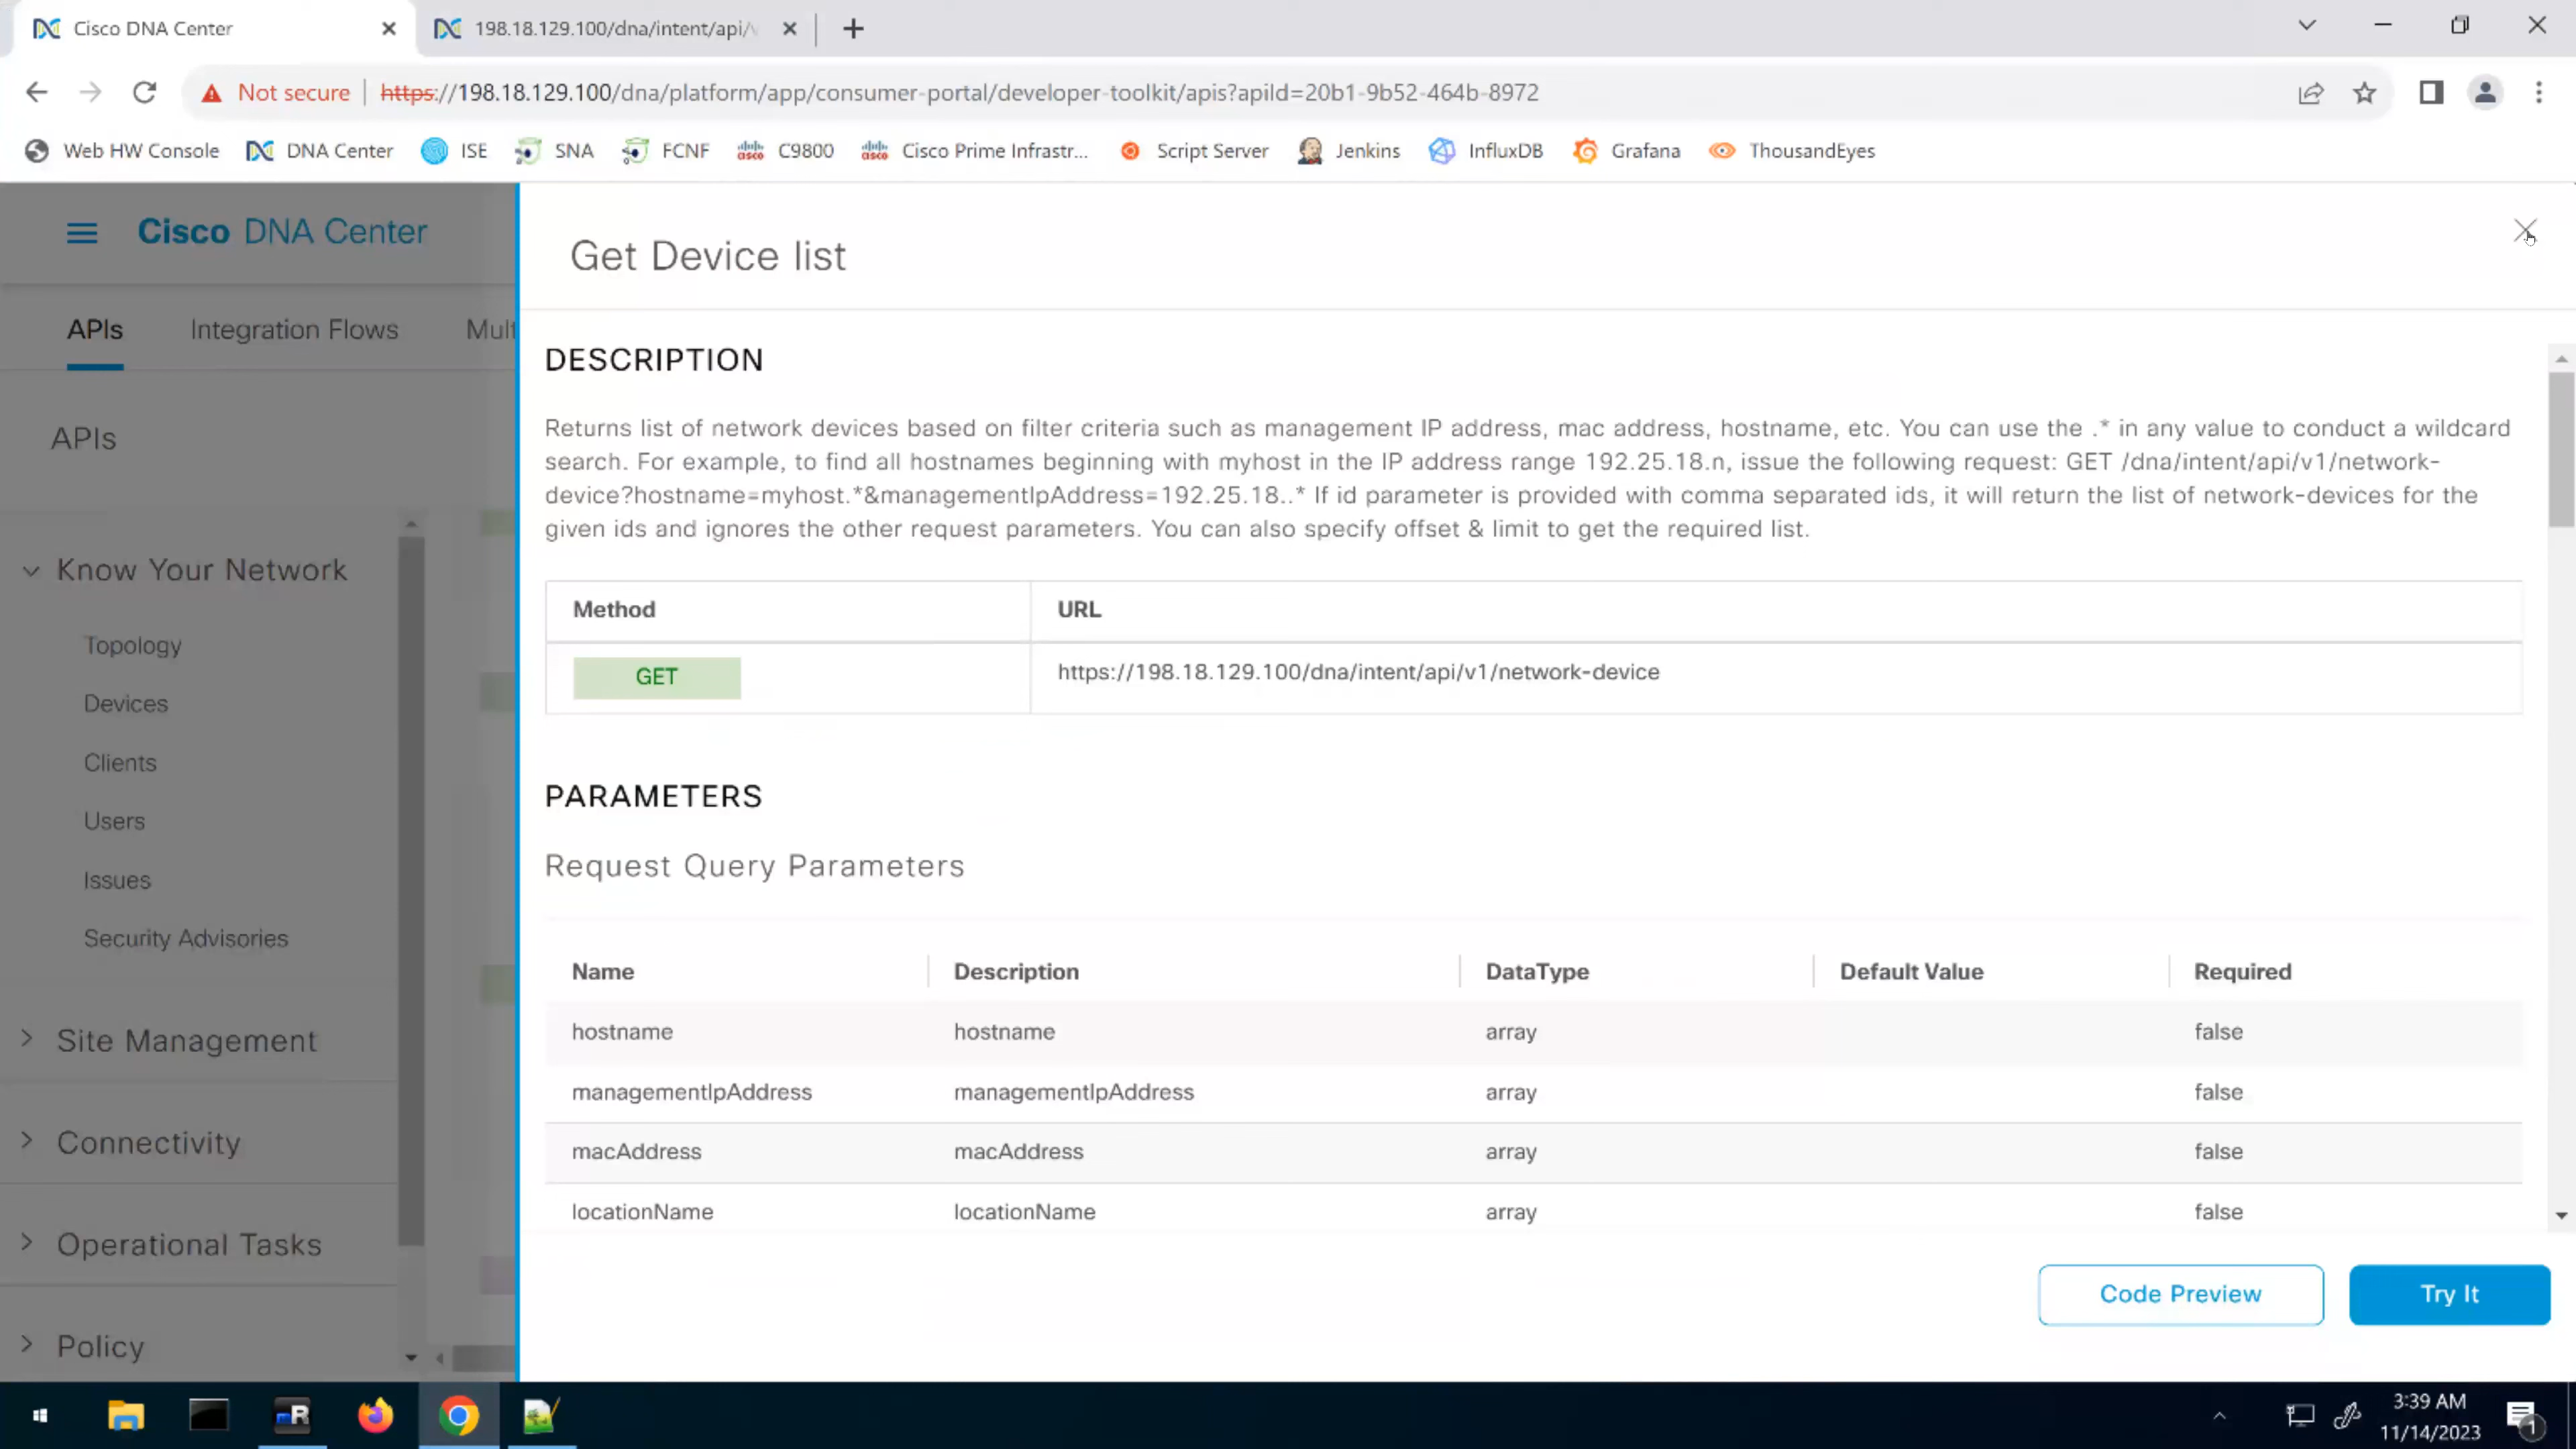 Cisco DNA Center
198.18.129.100/dna/intent/api/
Not secure
https://198.18.129.100/dna/platform/app/consumer-portal/developer-toolkit/apis?apiId=20b1-9b52-464b-8972
Web HW Console
DNA Center
ISE
SNA
FCNF
C9800
Cisco Prime Infrastr...
Script Server
Jenkins
InfluxDB
Grafana
ThousandEyes
Cisco DNA Center
APIs
Integration Flows
Mult
APIs
Know Your Network
Topology
Devices
Clients
Users
Issues
Security Advisories
Site Management
Connectivity
Operational Tasks
Policy
Get Device list
DESCRIPTION
Returns list of network devices based on filter criteria such as management IP address, mac address, hostname, etc. You can use the .* in any value to conduct a wildcard
search. For example, to find all hostnames beginning with myhost in the IP address range 192.25.18.n, issue the following request: GET /dna/intent/api/v1/network-
device?hostname=myhost.*&managementIpAddress=192.25.18..* If id parameter is provided with comma separated ids, it will return the list of network-devices for the
given ids and ignores the other request parameters. You can also specify offset & limit to get the required list.
Method URL
GET https://198.18.129.100/dna/intent/api/v1/network-device
PARAMETERS
Request Query Parameters
Name Description DataType Default Value Required
hostname hostname array false
managementIpAddress managementIpAddress array false
macAddress macAddress array false
locationName locationName array false
Code Preview
Try It
3:39 AM
11/14/2023
1